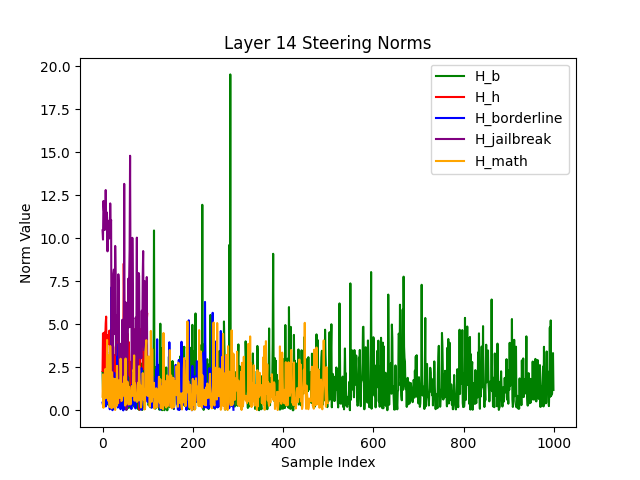 Layer 14 Steering Norms
20.0
17.5
15.0
12.5
10.0
7.5
5.0
2.5
0.0
Norm Value
H_b
H_h
H_borderline
H_jailbreak
H_math
0
200
400
600
800
1000
Sample Index